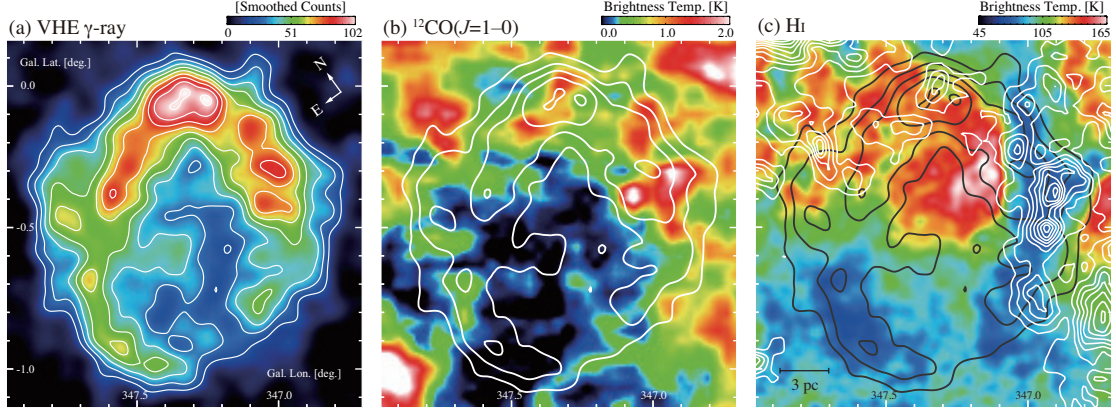 [Smoothed Counts]
(a) VHE γ-ray
0 51 102
Gal. Lat. [deg.]
N
E
0.0
-0.5
-1.0
Gal. Lon. [deg.]
347.5 347.0
Brightness Temp. [K]
(b) ¹²CO(J=1–0)
0.0 1.0 2.0
347.5 347.0
Brightness Temp. [K]
(c) HI
45 105 165
3 pc
347.5 347.0